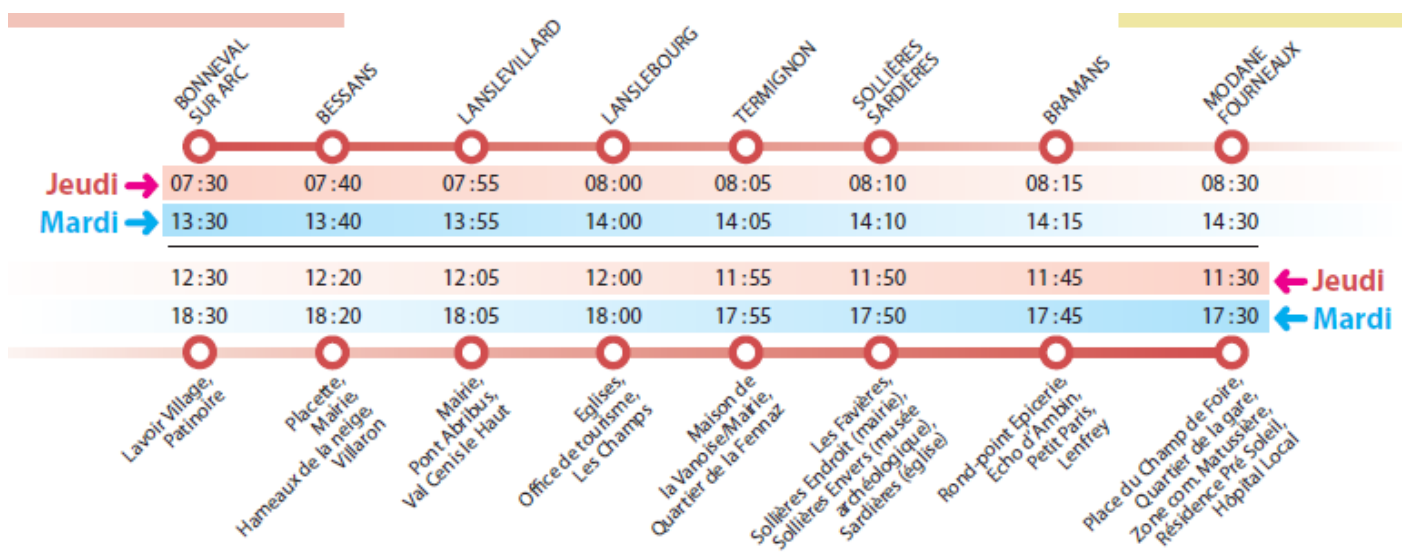 BONNEVAL
SUR ARC
BESSANS
LANSLEVILLARD
LANSLEBOURG
TERMIGNON
SOLLIÈRES
SARDIÈRES
BRAMANS
MODANE
FOURNEAUX
Jeudi 07:30 07:40 07:55 08:00 08:05 08:10 08:15 08:30
Mardi 13:30 13:40 13:55 14:00 14:05 14:10 14:15 14:30
12:30 12:20 12:05 12:00 11:55 11:50 11:45 11:30 Jeudi
18:30 18:20 18:05 18:00 17:55 17:50 17:45 17:30 Mardi
Lavoir Village,
Patinoire
Placette,
Mairie,
Hameaux de la neige,
Villaron
Mairie,
Pont Abribus,
Val Cenis le Haut
Eglises,
Office de tourisme,
Les Champs
Maison de
la Vanoise/Mairie,
Quartier de la Fennaz
Les Favières,
Sollières Endroit (mairie),
Sollières Envers (musée
archéologique),
Sardières (église)
Rond-point Epicerie,
Echo d'Ambin,
Petit Paris,
Lenfrey
Place du Champ de Foire,
Quartier de la gare,
Zone com. Matussière,
Résidence Pré Soleil,
Hôpital Local